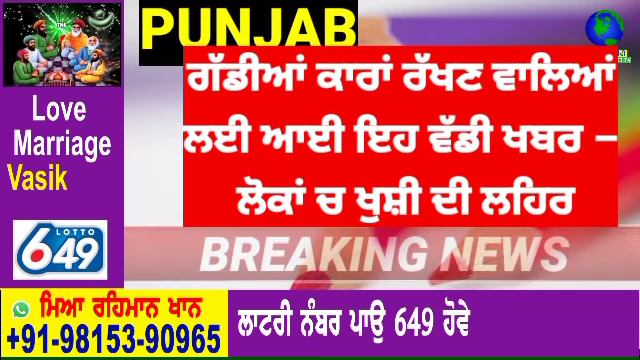 PUNJAB
ਗੱਡੀਆਂ ਕਾਰਾਂ ਰੱਖਣ ਵਾਲਿਆਂ
ਲਈ ਆਈ ਇਹ ਵੱਡੀ ਖਬਰ –
ਲੋਕਾਂ ਚ ਖੁਸ਼ੀ ਦੀ ਲਹਿਰ
BREAKING NEWS
Love
Marriage
Vasik
LOTTO
649
ਮਿਆ ਰਹਿਮਾਨ ਖਾਨ
+91-98153-90965
ਲਾਟਰੀ ਨੰਬਰ ਪਾਉ 649 ਹੋਵੇ